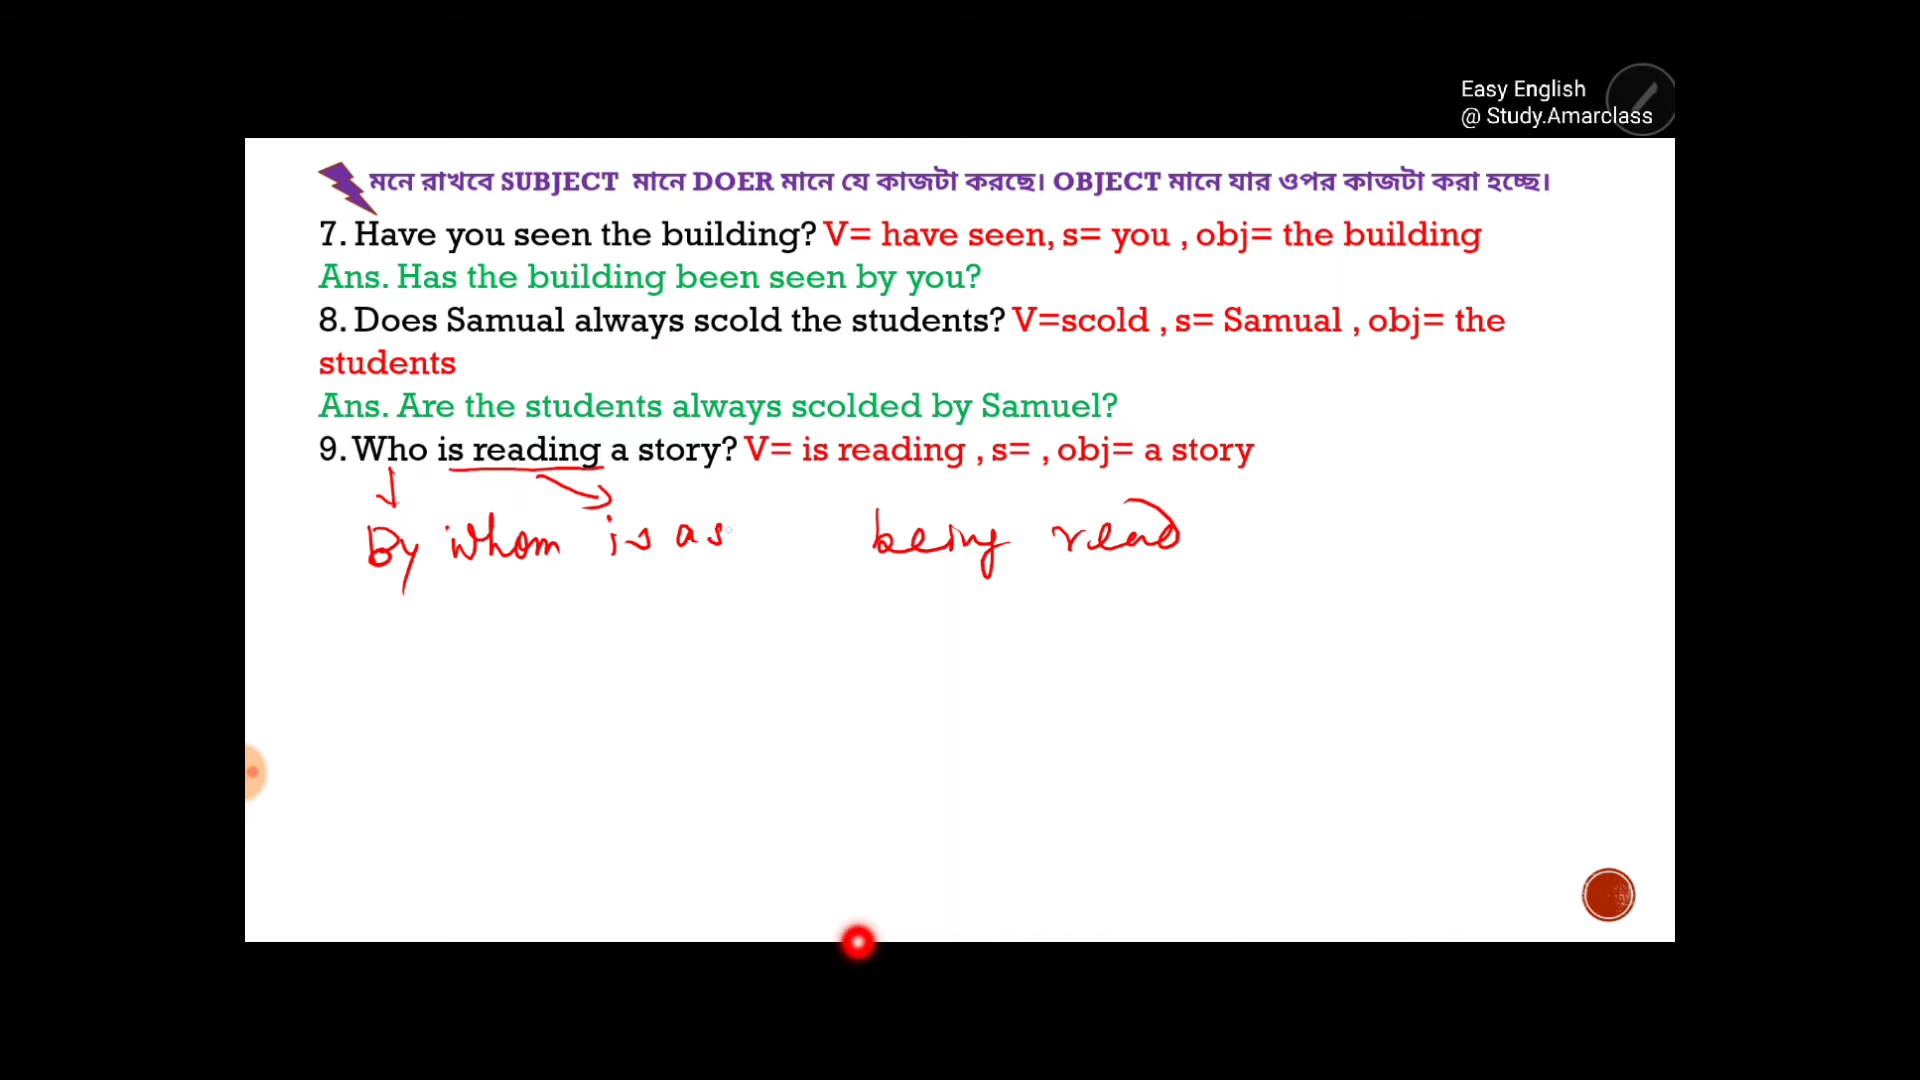 Easy English
@ Study.Amarclass
মনে রাখবে SUBJECT মানে DOER মানে যে কাজটা করছে। OBJECT মানে যার ওপর কাজটা করা হচ্ছে।
7. Have you seen the building? V= have seen, s= you , obj= the building
Ans. Has the building been seen by you?
8. Does Samual always scold the students? V=scold , s= Samual , obj= the
students
Ans. Are the students always scolded by Samuel?
9. Who is reading a story? V= is reading , s= , obj= a story
By whom is a s being read